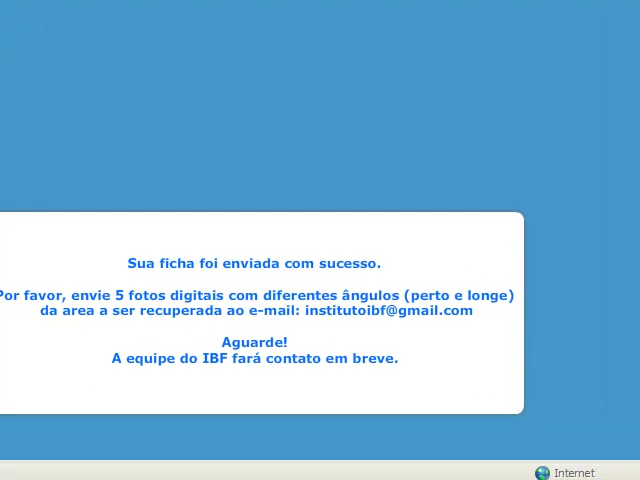 Sua ficha foi enviada com sucesso.
Por favor, envie 5 fotos digitais com diferentes ângulos (perto e longe)
da area a ser recuperada ao e-mail: institutoibf@gmail.com
Aguarde!
A equipe do IBF fará contato em breve.
Internet